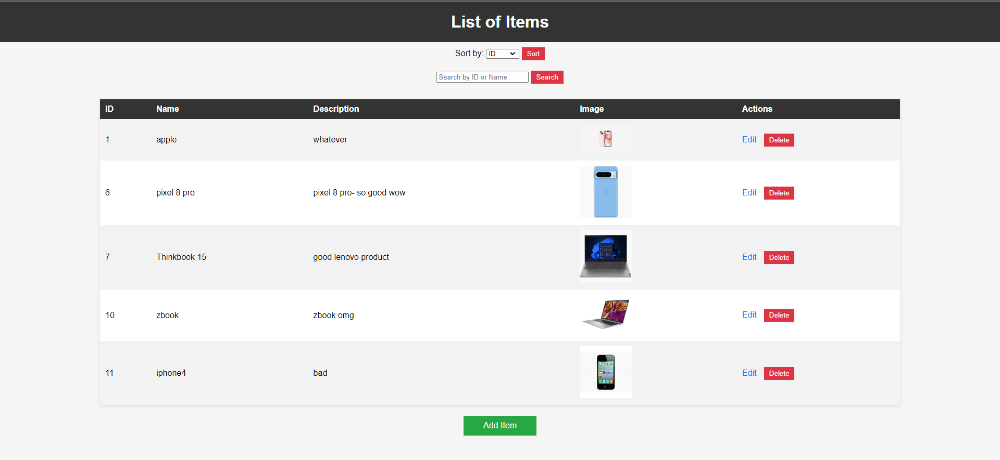 List of Items
Sort by: ID Sort
Search by ID or Name Search
ID Name Description Image Actions
1 apple whatever Edit Delete
6 pixel 8 pro pixel 8 pro- so good wow Edit Delete
7 Thinkbook 15 good lenovo product Edit Delete
10 zbook zbook omg Edit Delete
11 iphone4 bad Edit Delete
Add Item